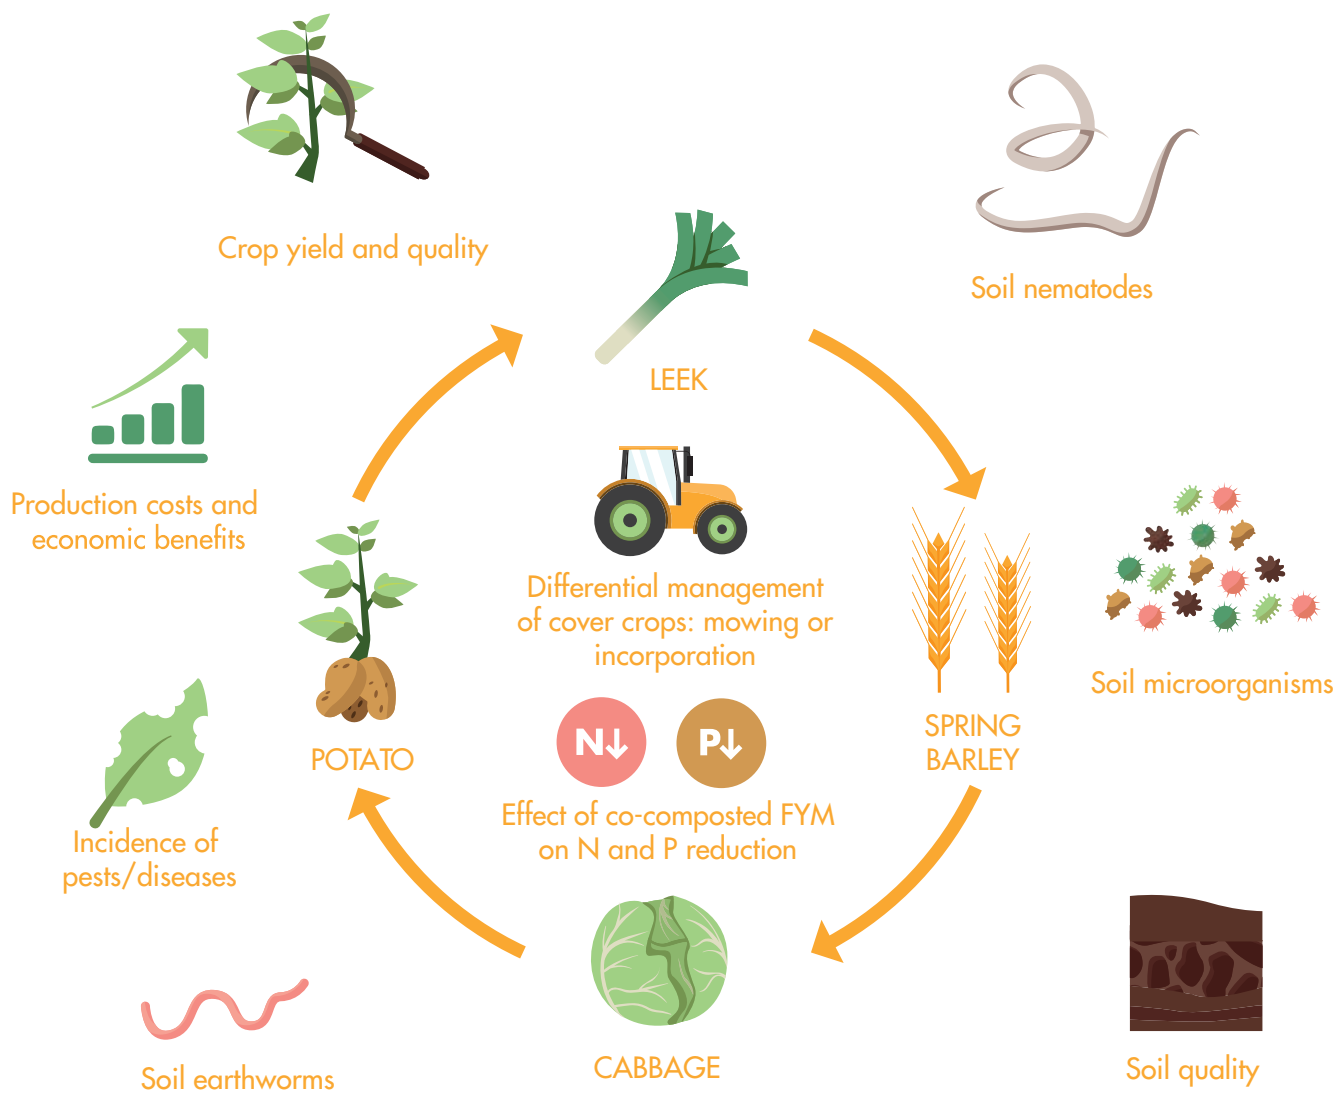 Crop yield and quality
Soil nematodes
LEEK
Production costs and
economic benefits
Differential management
of cover crops: mowing or
incorporation
Soil microorganisms
SPRING
BARLEY
POTATO
N↓
P↓
Effect of co-composted FYM
on N and P reduction
Incidence of
pests/diseases
CABBAGE
Soil earthworms
Soil quality